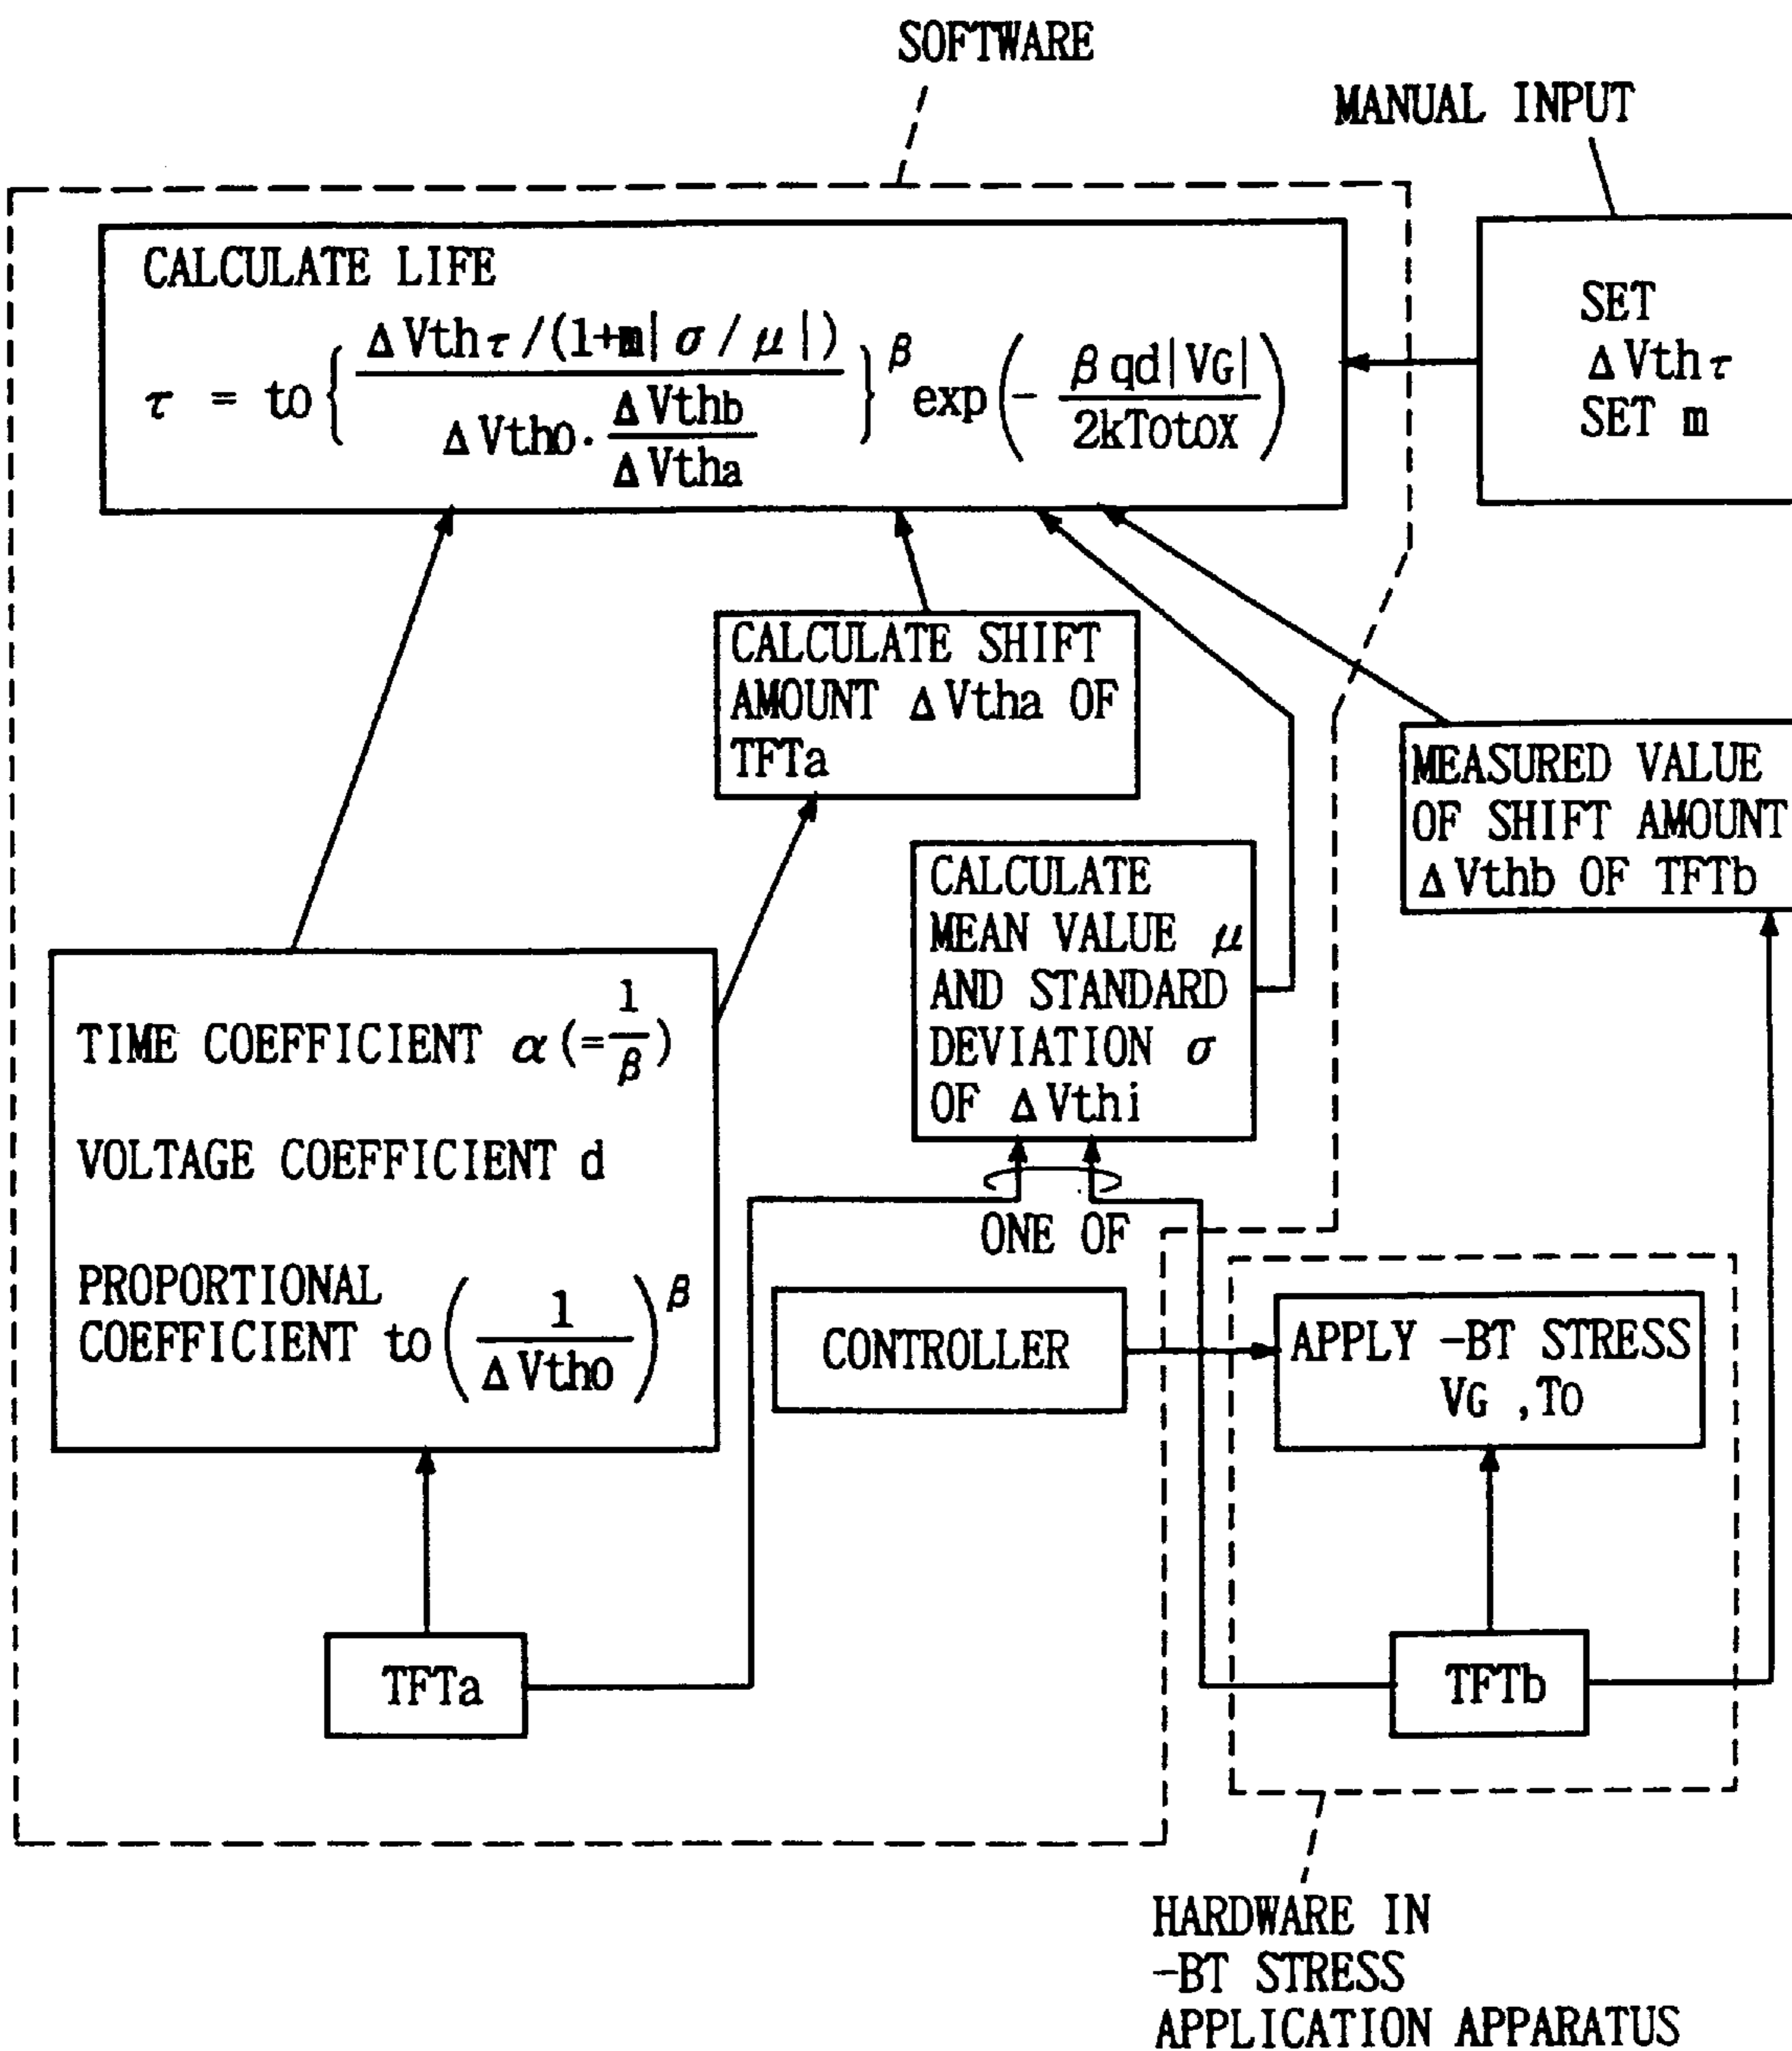 SOFTWARE
MANUAL INPUT
CALCULATE LIFE
τ = to { ΔVthτ/(1+m|σ/μ|) / ΔVtho·ΔVthb/ΔVtha }^β exp(- βqd|VG| / 2kTotox)
SET
ΔVthτ
SET m
CALCULATE SHIFT
AMOUNT ΔVtha OF
TFTa
MEASURED VALUE
OF SHIFT AMOUNT
ΔVthb OF TFTb
CALCULATE
MEAN VALUE μ
AND STANDARD
DEVIATION σ
OF ΔVthi
TIME COEFFICIENT α(=1/β)
VOLTAGE COEFFICIENT d
PROPORTIONAL
COEFFICIENT to(1/ΔVtho)^β
ONE OF
CONTROLLER
APPLY -BT STRESS
VG ,To
TFTa
TFTb
HARDWARE IN
-BT STRESS
APPLICATION APPARATUS